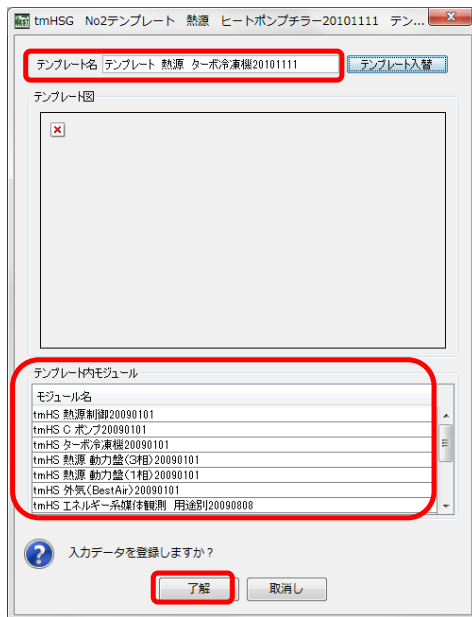 tmHSG No2テンプレート 熱源 ヒートポンプチラー20101111 テン...
テンプレート名 テンプレート 熱源 ターボ冷凍機20101111 テンプレート入替
テンプレート図
テンプレート内モジュール
モジュール名
tmHS 熱源制御20090101
tmHS C ポンプ20090101
tmHS ターボ冷凍機20090101
tmHS 熱源 動力盤(3相)20090101
tmHS 熱源 動力盤(1相)20090101
tmHS 外気(BestAir)20090101
tmHS エネルギー系媒体観測 用途別20090808
入力データを登録しますか？
了解 取消し